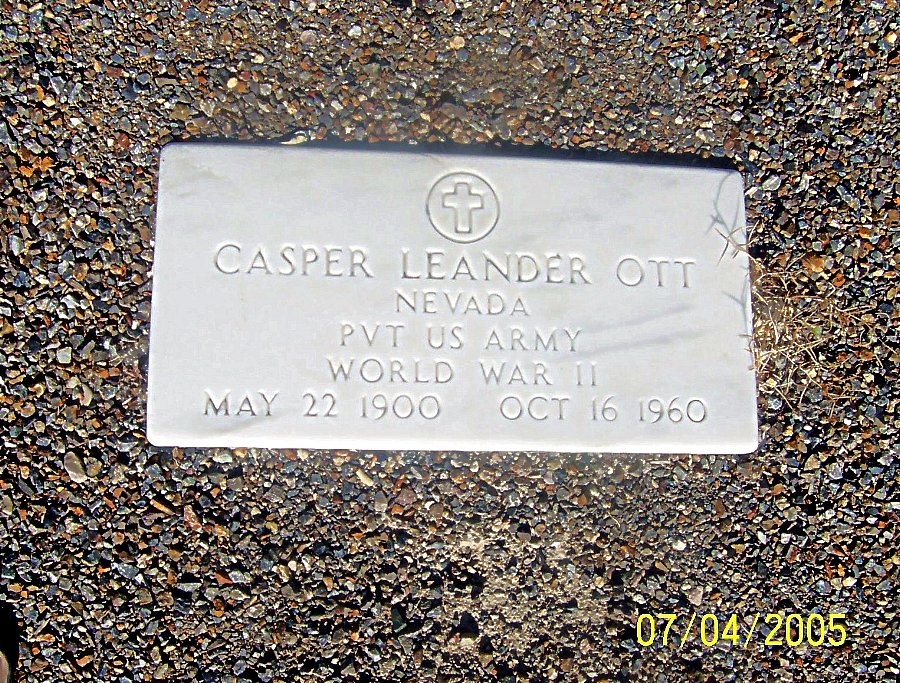 CASPER LEANDER OTT
NEVADA
PVT US ARMY
WORLD WAR II
MAY 22 1900 OCT 16 1960
07/04/2005